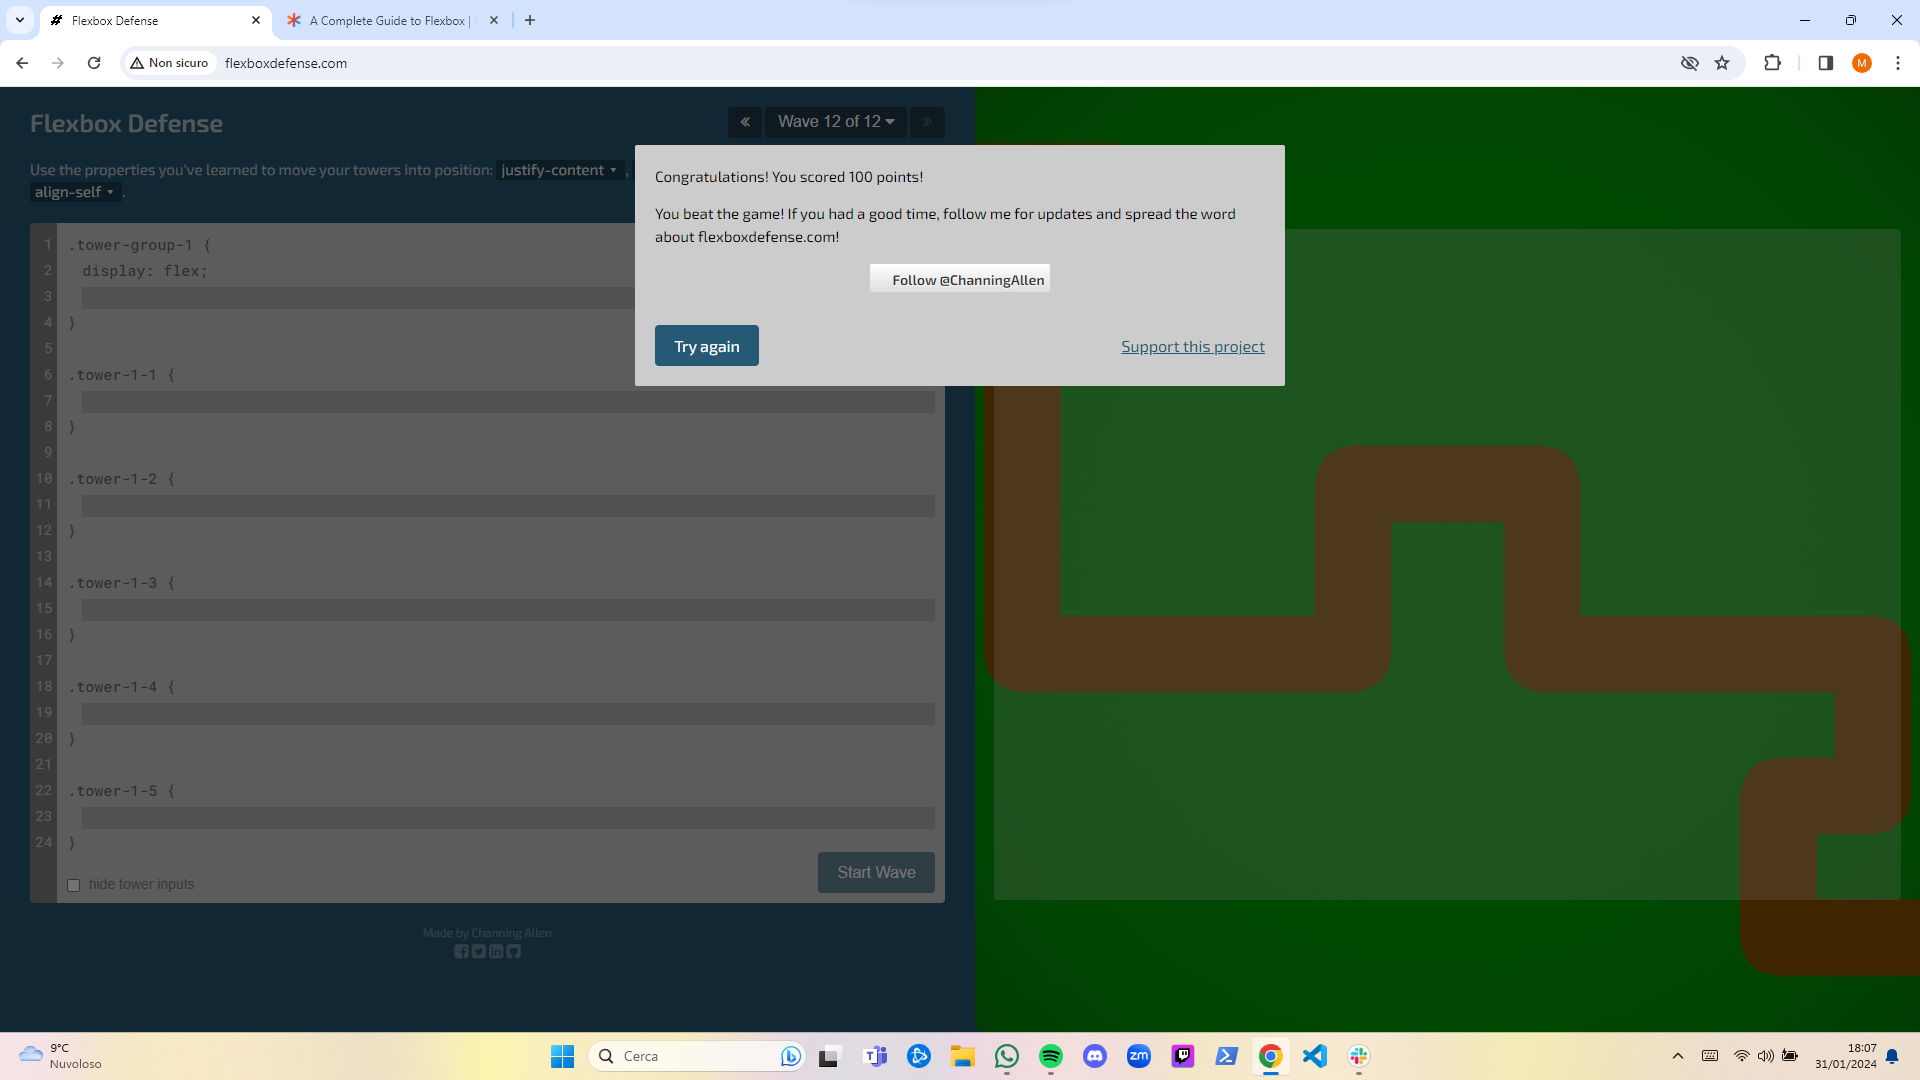 Flexbox Defense
A Complete Guide to Flexbox |
Non sicuro
flexboxdefense.com
M
Flexbox Defense
Wave 12 of 12
Use the properties you've learned to move your towers into position: justify-content ,
align-self .
Congratulations! You scored 100 points!
You beat the game! If you had a good time, follow me for updates and spread the word
about flexboxdefense.com!
Follow @ChanningAllen
Try again
Support this project
1 .tower-group-1 {
2 display: flex;
3
4 }
5
6 .tower-1-1 {
7
8 }
9
10 .tower-1-2 {
11
12 }
13
14 .tower-1-3 {
15
16 }
17
18 .tower-1-4 {
19
20 }
21
22 .tower-1-5 {
23
24 }
hide tower inputs
Start Wave
Made by Channing Allen
9°C
Nuvoloso
Cerca
zm
18:07
31/01/2024